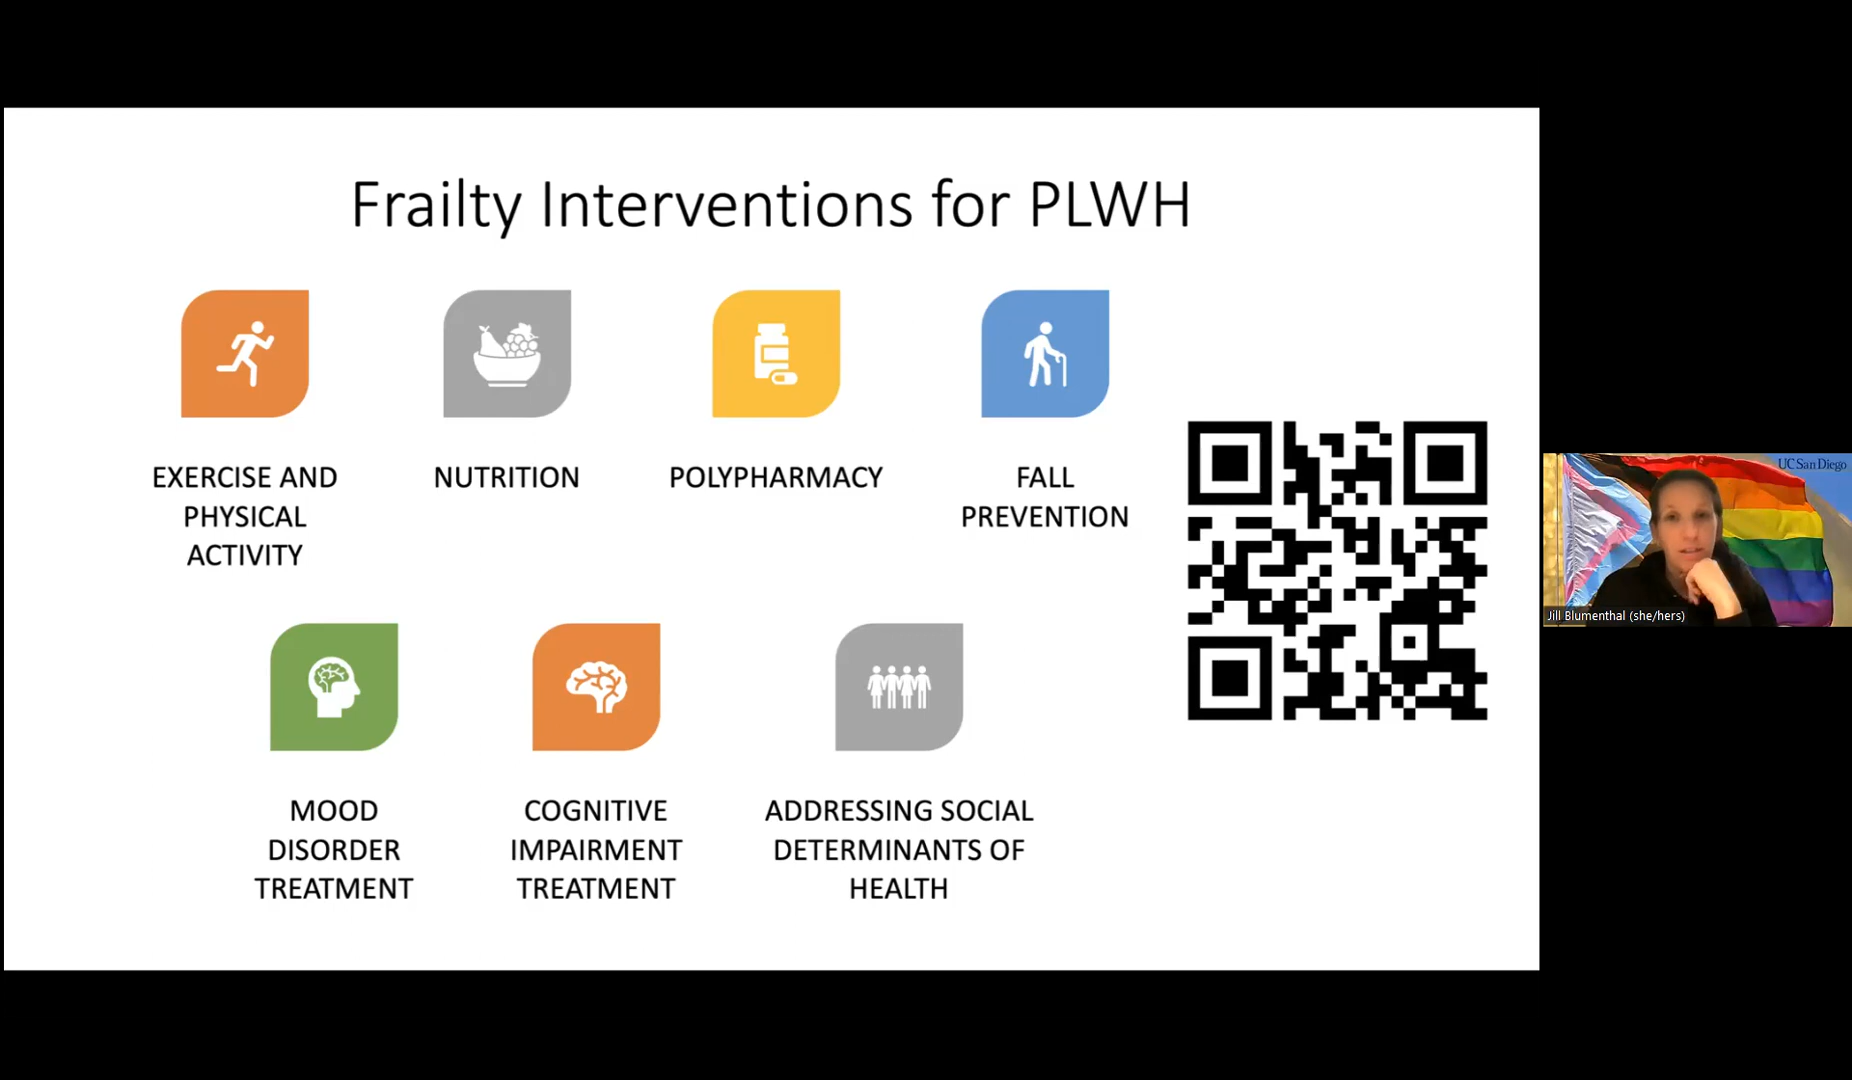 Frailty Interventions for PLWH
EXERCISE AND
PHYSICAL
ACTIVITY
NUTRITION
POLYPHARMACY
FALL
PREVENTION
MOOD
DISORDER
TREATMENT
COGNITIVE
IMPAIRMENT
TREATMENT
ADDRESSING SOCIAL
DETERMINANTS OF
HEALTH
UC San Diego
Jill Blumenthal (she/hers)